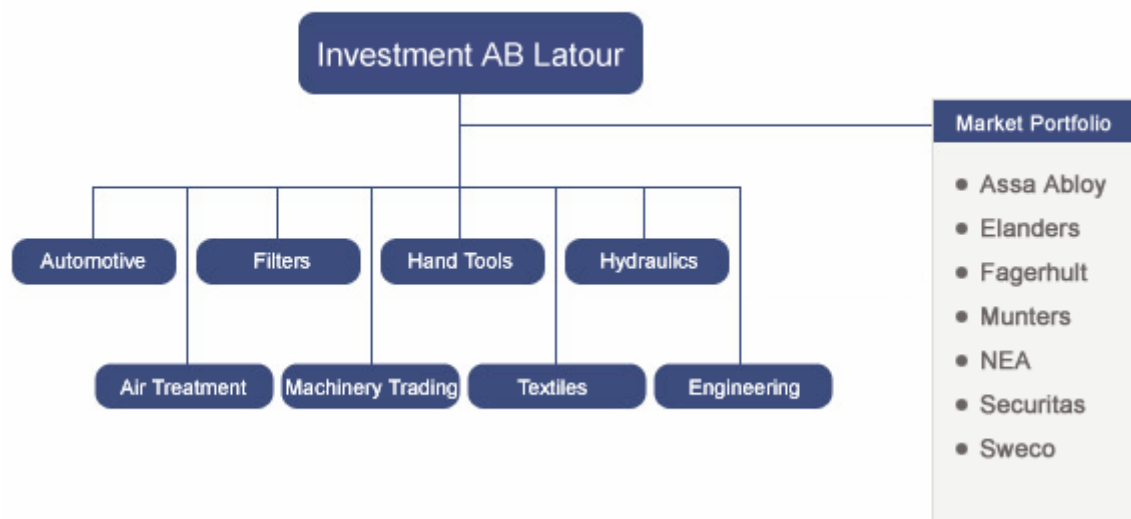 Investment AB Latour
Market Portfolio
Assa Abloy
Elanders
Fagerhult
Munters
NEA
Securitas
Sweco
Automotive
Filters
Hand Tools
Hydraulics
Air Treatment
Machinery Trading
Textiles
Engineering